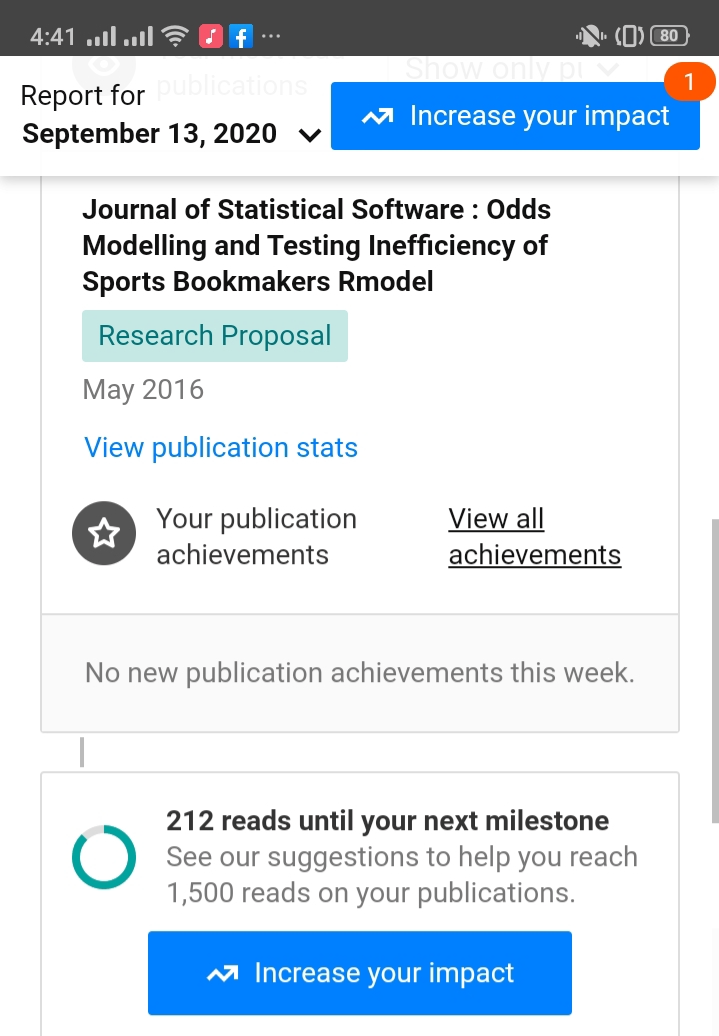 4:41
80
publications
Show only pu
Report for
September 13, 2020
Increase your impact
1
Journal of Statistical Software : Odds
Modelling and Testing Inefficiency of
Sports Bookmakers Rmodel
Research Proposal
May 2016
View publication stats
Your publication
achievements
View all
achievements
No new publication achievements this week.
212 reads until your next milestone
See our suggestions to help you reach
1,500 reads on your publications.
Increase your impact